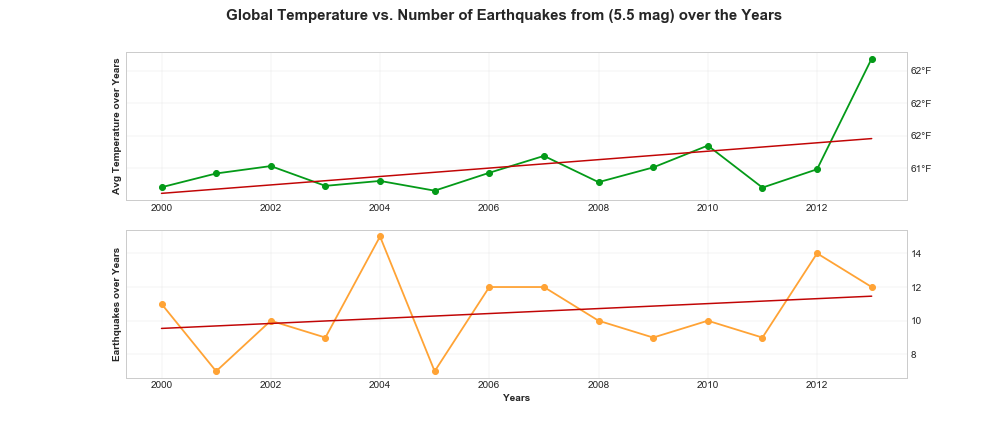 Global Temperature vs. Number of Earthquakes from (5.5 mag) over the Years
Avg Temperature over Years
62°F
62°F
62°F
61°F
2000 2002 2004 2006 2008 2010 2012
Earthquakes over Years
14
12
10
8
2000 2002 2004 2006 2008 2010 2012
Years